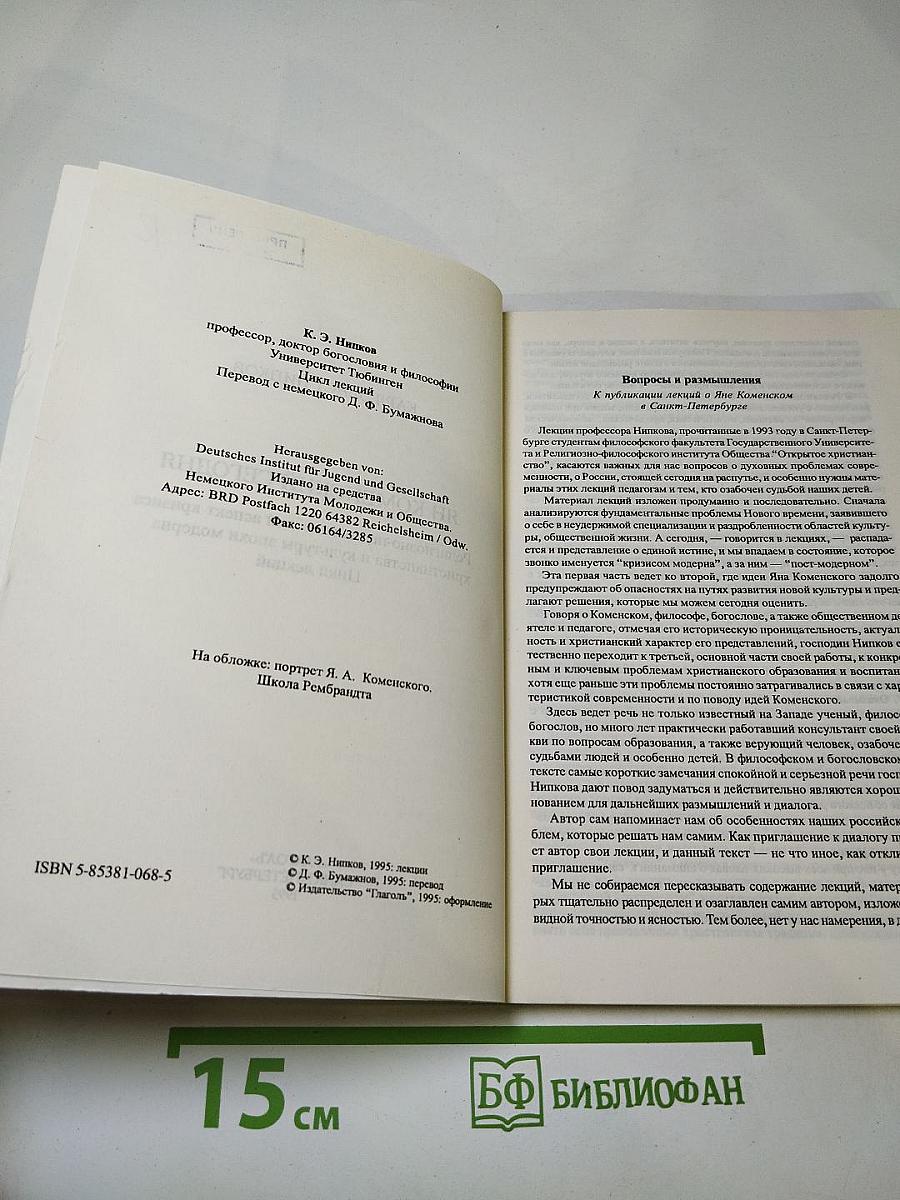 К. Э. Нипков
профессор, доктор богословия и философии
Университет Тюбинген
Цикл лекций
Перевод с немецкого Д. Ф. Бумажнова
Herausgegeben von:
Deutsches Institut für Jugend und Gesellschaft
Издано на средства
Немецкого Института Молодежи и Общества.
Адрес: BRD Postfach 1220 64382 Reichelsheim / Odw.
Факс: 06164/3285
На обложке: портрет Я. А. Коменского.
Школа Рембрандта
ISBN 5-85381-068-5
© К. Э. Нипков, 1995: лекции
© Д. Ф. Бумажнов, 1995: перевод
© Издательство "Глаголь", 1995: оформление
Вопросы и размышления
К публикации лекций о Яне Коменском
в Санкт-Петербурге
Лекции профессора Нипкова, прочитанные в 1993 году в Санкт-Петер-
бурге студентам философского факультета Государственного Университе-
та и Религиозно-философского института Общества "Открытое христиан-
ство", касаются важных для нас вопросов о духовных проблемах совре-
менности, о России, стоящей сегодня на распутье, и особенно нужны мате-
риалы этих лекций педагогам и тем, кто озабочен судьбой наших детей.
Материал лекций изложен продуманно и последовательно. Сначала
анализируются фундаментальные проблемы Нового времени, заявившего
о себе в неудержимой специализации и раздробленности областей культу-
ры, общественной жизни. А сегодня, — говорится в лекциях, — распада-
ется и представление о единой истине, и мы впадаем в состояние, которое
звонко именуется "кризисом модерна", а за ним — "пост-модерном".
Эта первая часть ведет ко второй, где идеи Яна Коменского задолго
предупреждают об опасностях на путях развития новой культуры и пред-
лагают решения, которые мы можем сегодня оценить.
Говоря о Коменском, философе, богослове, а также общественном де
ятеле и педагоге, отмечая его историческую проницательность, актуал
ность и христианский характер его представлений, господин Нипков е
тественно переходит к третьей, основной части своей работы, к конкр
ным и ключевым проблемам христианского образования и воспитан
хотя еще раньше эти проблемы постоянно затрагивались в связи с хар
теристикой современности и по поводу идей Коменского.
Здесь ведет речь не только известный на Западе ученый, филос
богослов, но много лет практически работавший консультант своей
кви по вопросам образования, а также верующий человек, озабоче
судьбами людей и особенно детей. В философском и богословском
тексте самые короткие замечания спокойной и серьезной речи госп
Нипкова дают повод задуматься и действительно являются хорош
нованием для дальнейших размышлений и диалога.
Автор сам напоминает нам об особенностях наших российск
блем, которые решать нам самим. Как приглашение к диалогу п
ет автор свои лекции, и данный текст — не что иное, как откли
приглашение.
Мы не собираемся пересказывать содержание лекций, матер
рых тщательно распределен и озаглавлен самим автором, изложе
видной точностью и ясностью. Тем более, нет у нас намерения, в д
15 см
БФ БИБЛИОФАН